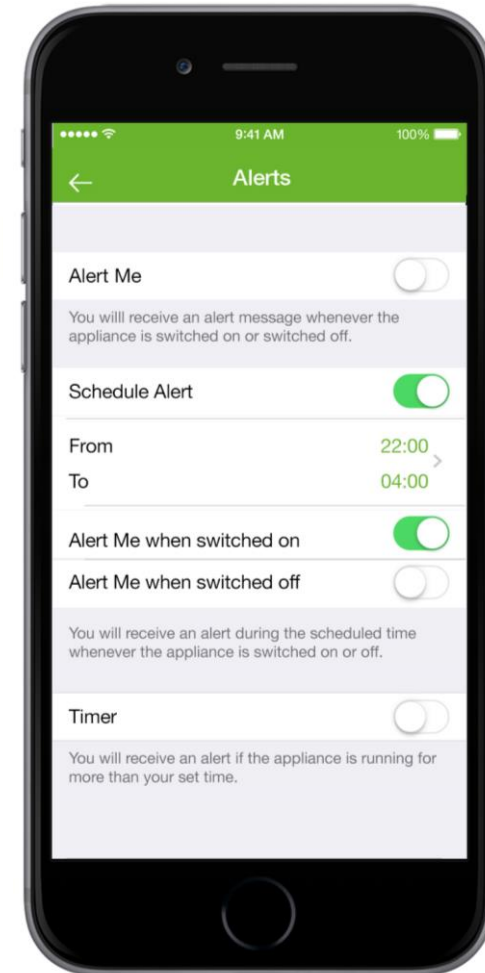 9:41 AM 100%
Alerts
Alert Me
You willl receive an alert message whenever the
appliance is switched on or switched off.
Schedule Alert
From 22:00
To 04:00
Alert Me when switched on
Alert Me when switched off
You will receive an alert during the scheduled time
whenever the appliance is switched on or off.
Timer
You will receive an alert if the appliance is running for
more than your set time.